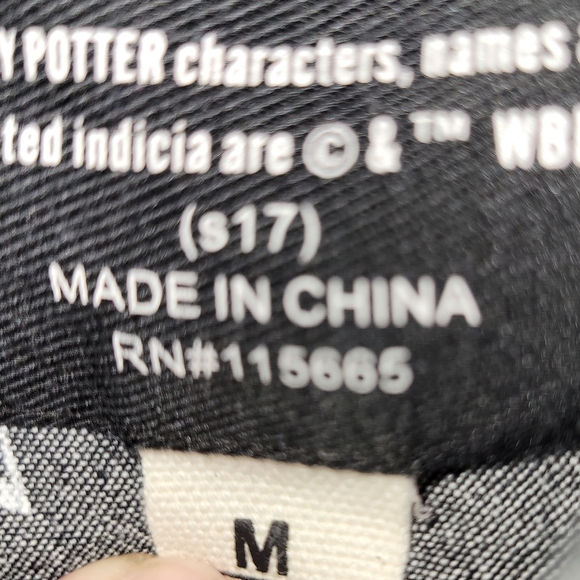 Y POTTER characters, names
ted indicia are © & ™ WB
(s17)
MADE IN CHINA
RN#115665
M